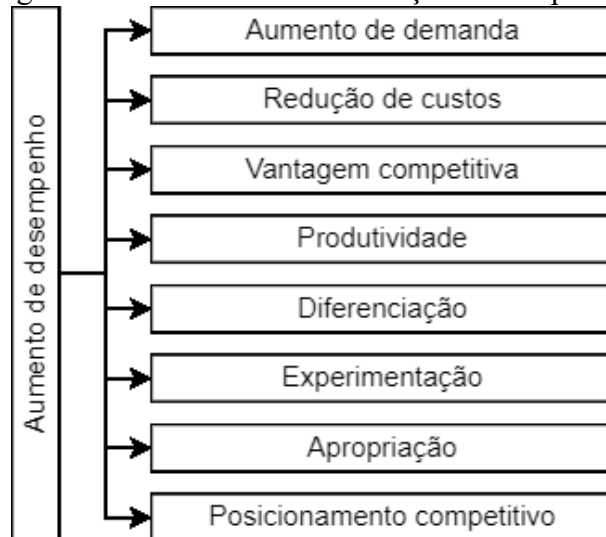 Aumento de desempenho
Aumento de demanda
Redução de custos
Vantagem competitiva
Produtividade
Diferenciação
Experimentação
Apropriação
Posicionamento competitivo